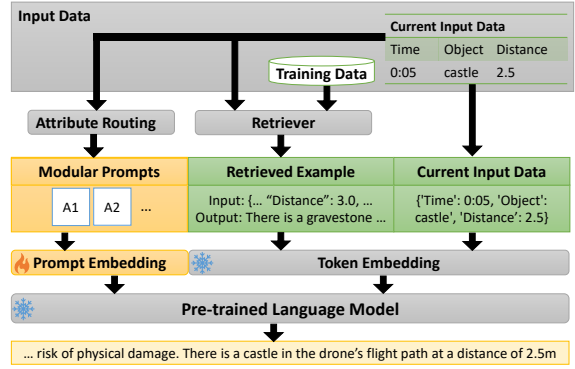 Input Data
Current Input Data
Time Object Distance
0:05 castle 2.5
Training Data
Attribute Routing
Retriever
Modular Prompts
A1 A2 ...
Retrieved Example
Input: {... “Distance”: 3.0, ...
Output: There is a gravestone ...
Current Input Data
{'Time': 0:05, 'Object':
castle', 'Distance’: 2.5}
Prompt Embedding
Token Embedding
Pre-trained Language Model
... risk of physical damage. There is a castle in the drone’s flight path at a distance of 2.5m